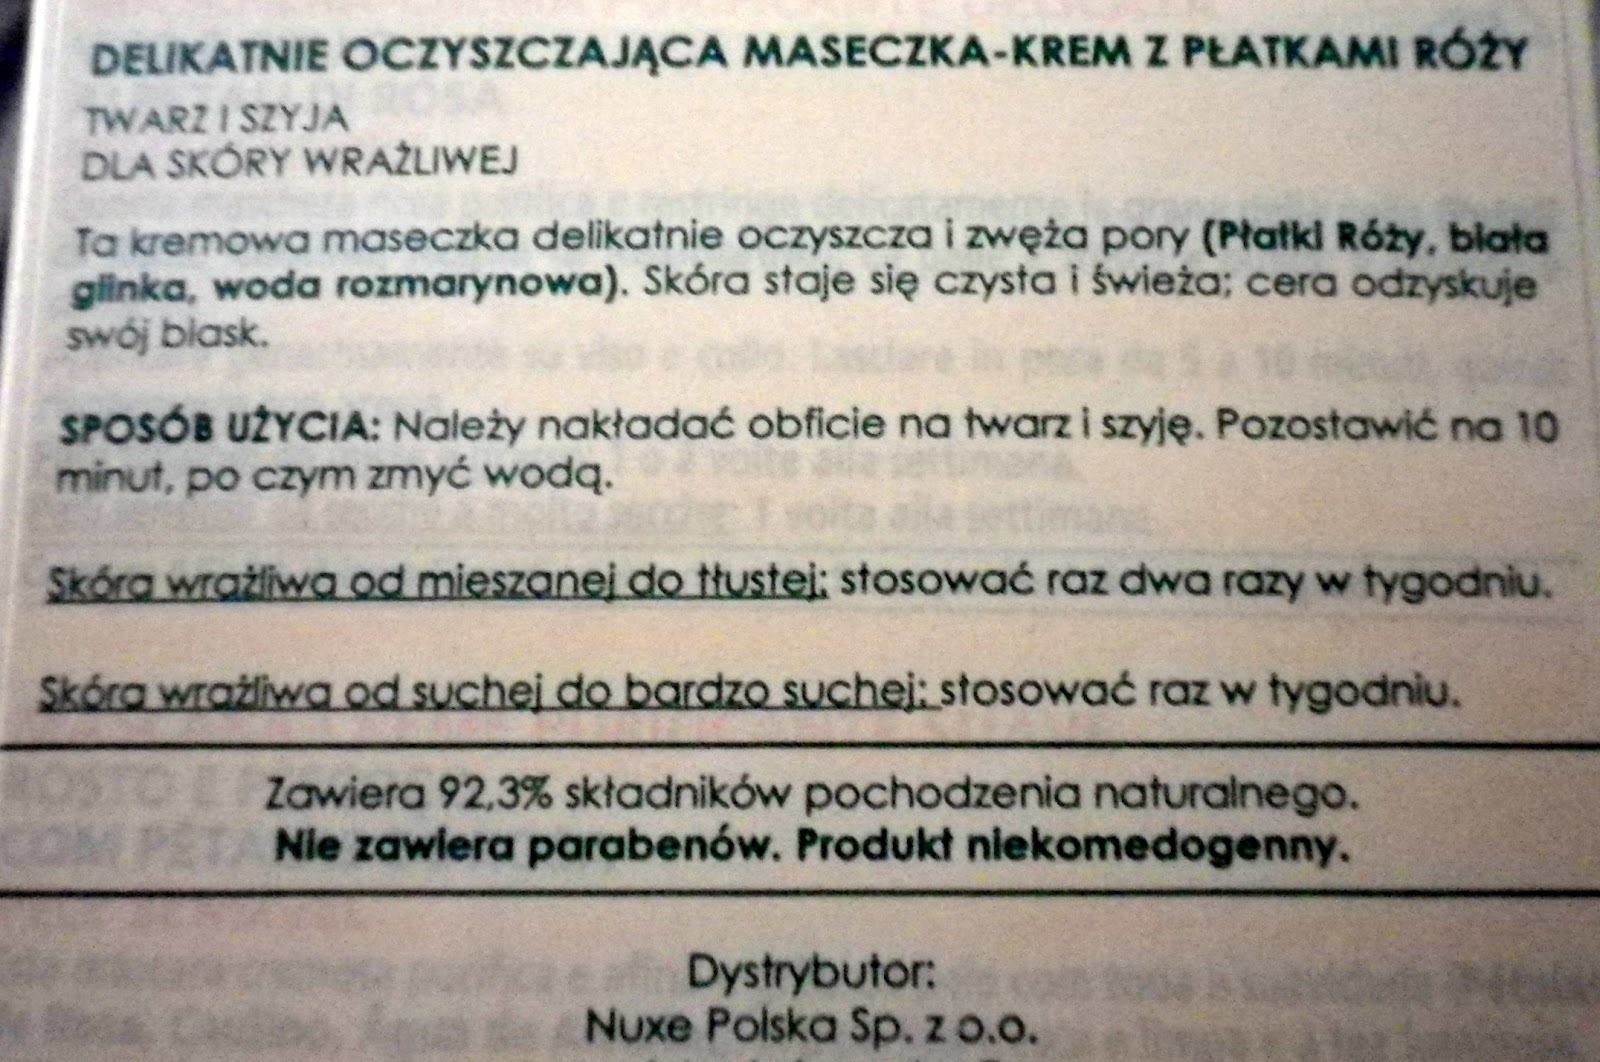 DELIKATNIE OCZYSZCZAJĄCA MASECZKA-KREM Z PŁATKAMI RÓŻY
TWARZ I SZYJA
DLA SKÓRY WRAŻLIWEJ
Ta kremowa maseczka delikatnie oczyszcza i zwęża pory (Płatki Róży, biała
glinka, woda rozmarynowa). Skóra staje się czysta i świeża; cera odzyskuje
swój blask.
SPOSÓB UŻYCIA: Należy nakładać obficie na twarz i szyję. Pozostawić na 10
minut, po czym zmyć wodą.
Skóra wrażliwa od mieszanej do tłustej: stosować raz dwa razy w tygodniu.
Skóra wrażliwa od suchej do bardzo suchej: stosować raz w tygodniu.
Zawiera 92,3% składników pochodzenia naturalnego.
Nie zawiera parabenów. Produkt niekomedogenny.
Dystrybutor:
Nuxe Polska Sp. z o.o.